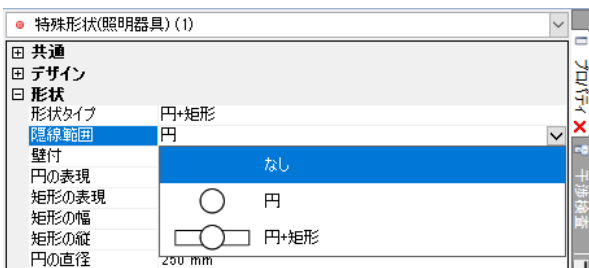 特殊形状(照明器具) (1)
共通
デザイン
形状
形状タイプ 円+矩形
隠線範囲 円
壁付
円の表現
矩形の表現
矩形の幅
矩形の縦
円の直径 250 mm
なし
円
円+矩形
プロパティ
干渉検査